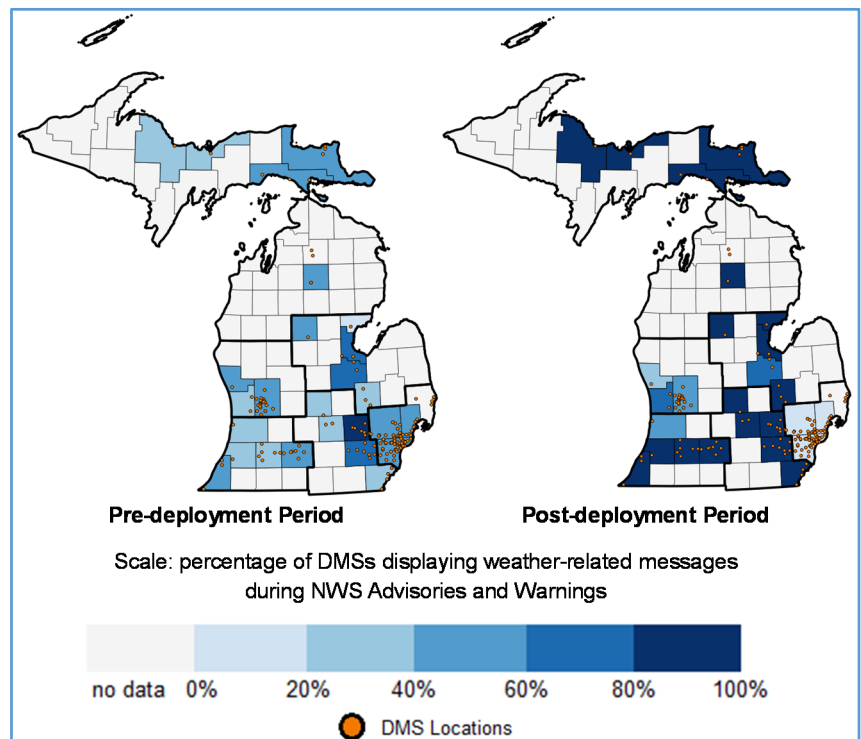 Pre-deployment Period
Post-deployment Period
Scale: percentage of DMSs displaying weather-related messages
during NWS Advisories and Warnings
no data 0% 20% 40% 60% 80% 100%
DMS Locations